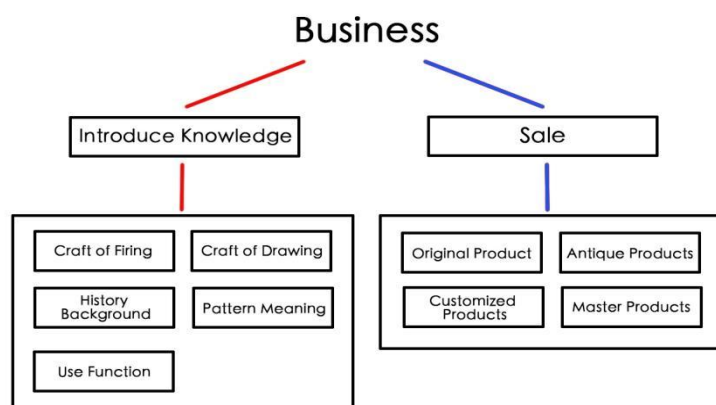 Business
Introduce Knowledge
Sale
Craft of Firing
Craft of Drawing
History
Background
Pattern Meaning
Use Function
Original Product
Antique Products
Customized
Products
Master Products